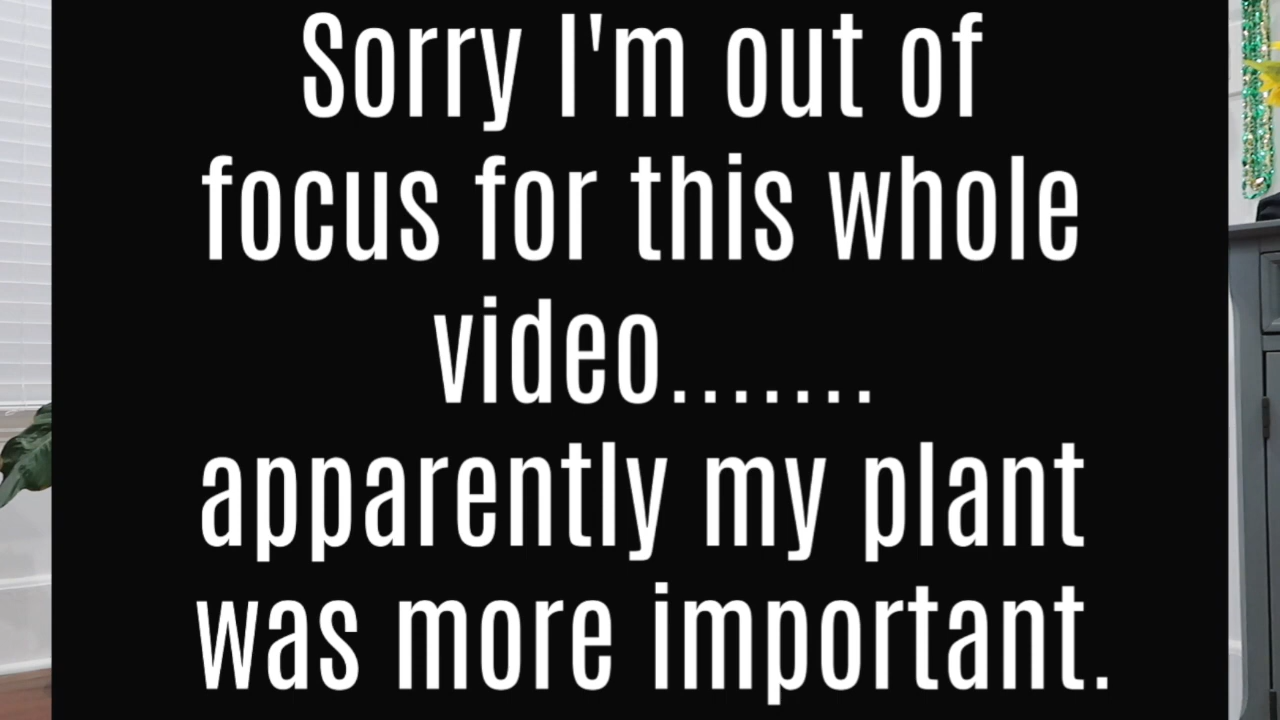 Sorry I'm out of
focus for this whole
video.......
apparently my plant
was more important.